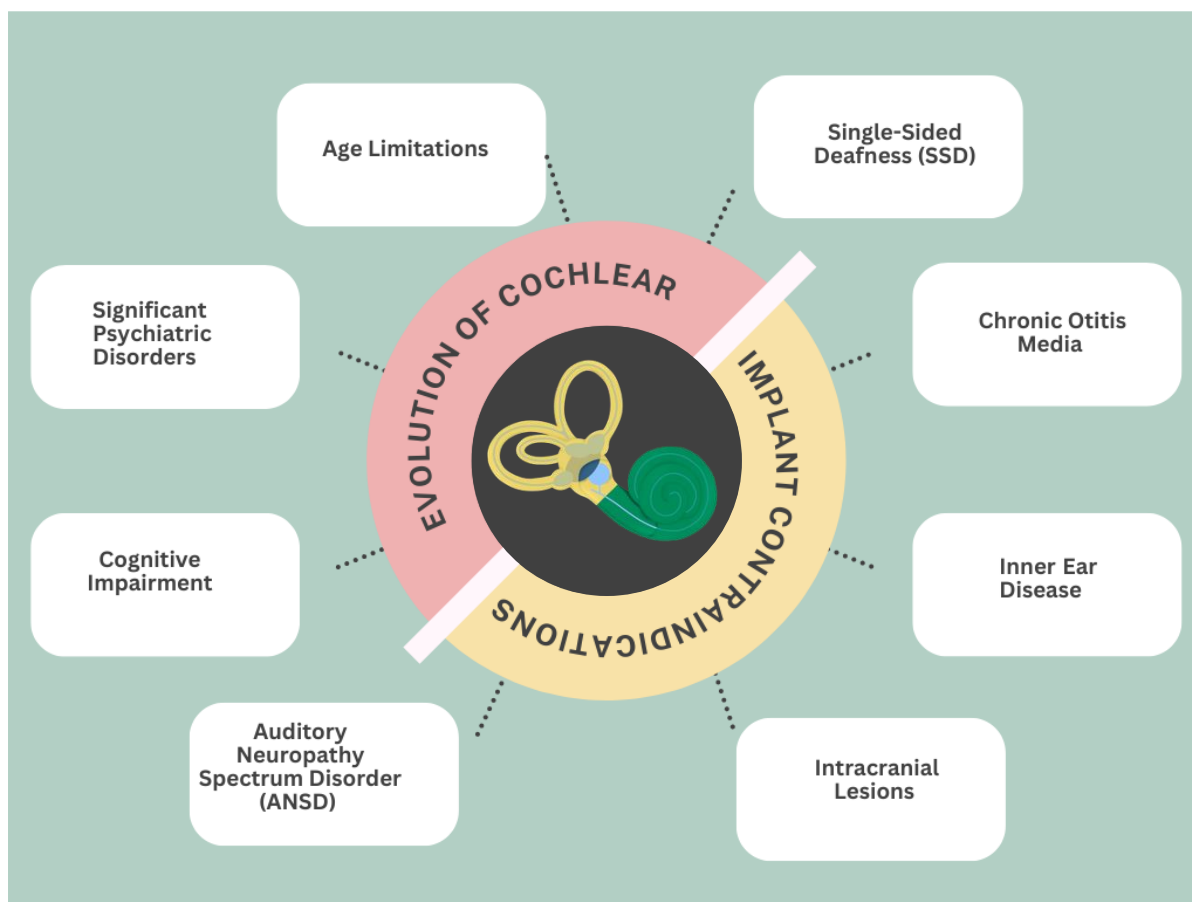 Age Limitations
Single-Sided
Deafness (SSD)
Significant
Psychiatric
Disorders
Chronic Otitis
Media
EVOLUTION OF COCHLEAR
IMPLANT CONTRAINDICATIONS
Cognitive
Impairment
Inner Ear
Disease
Auditory
Neuropathy
Spectrum Disorder
(ANSD)
Intracranial
Lesions